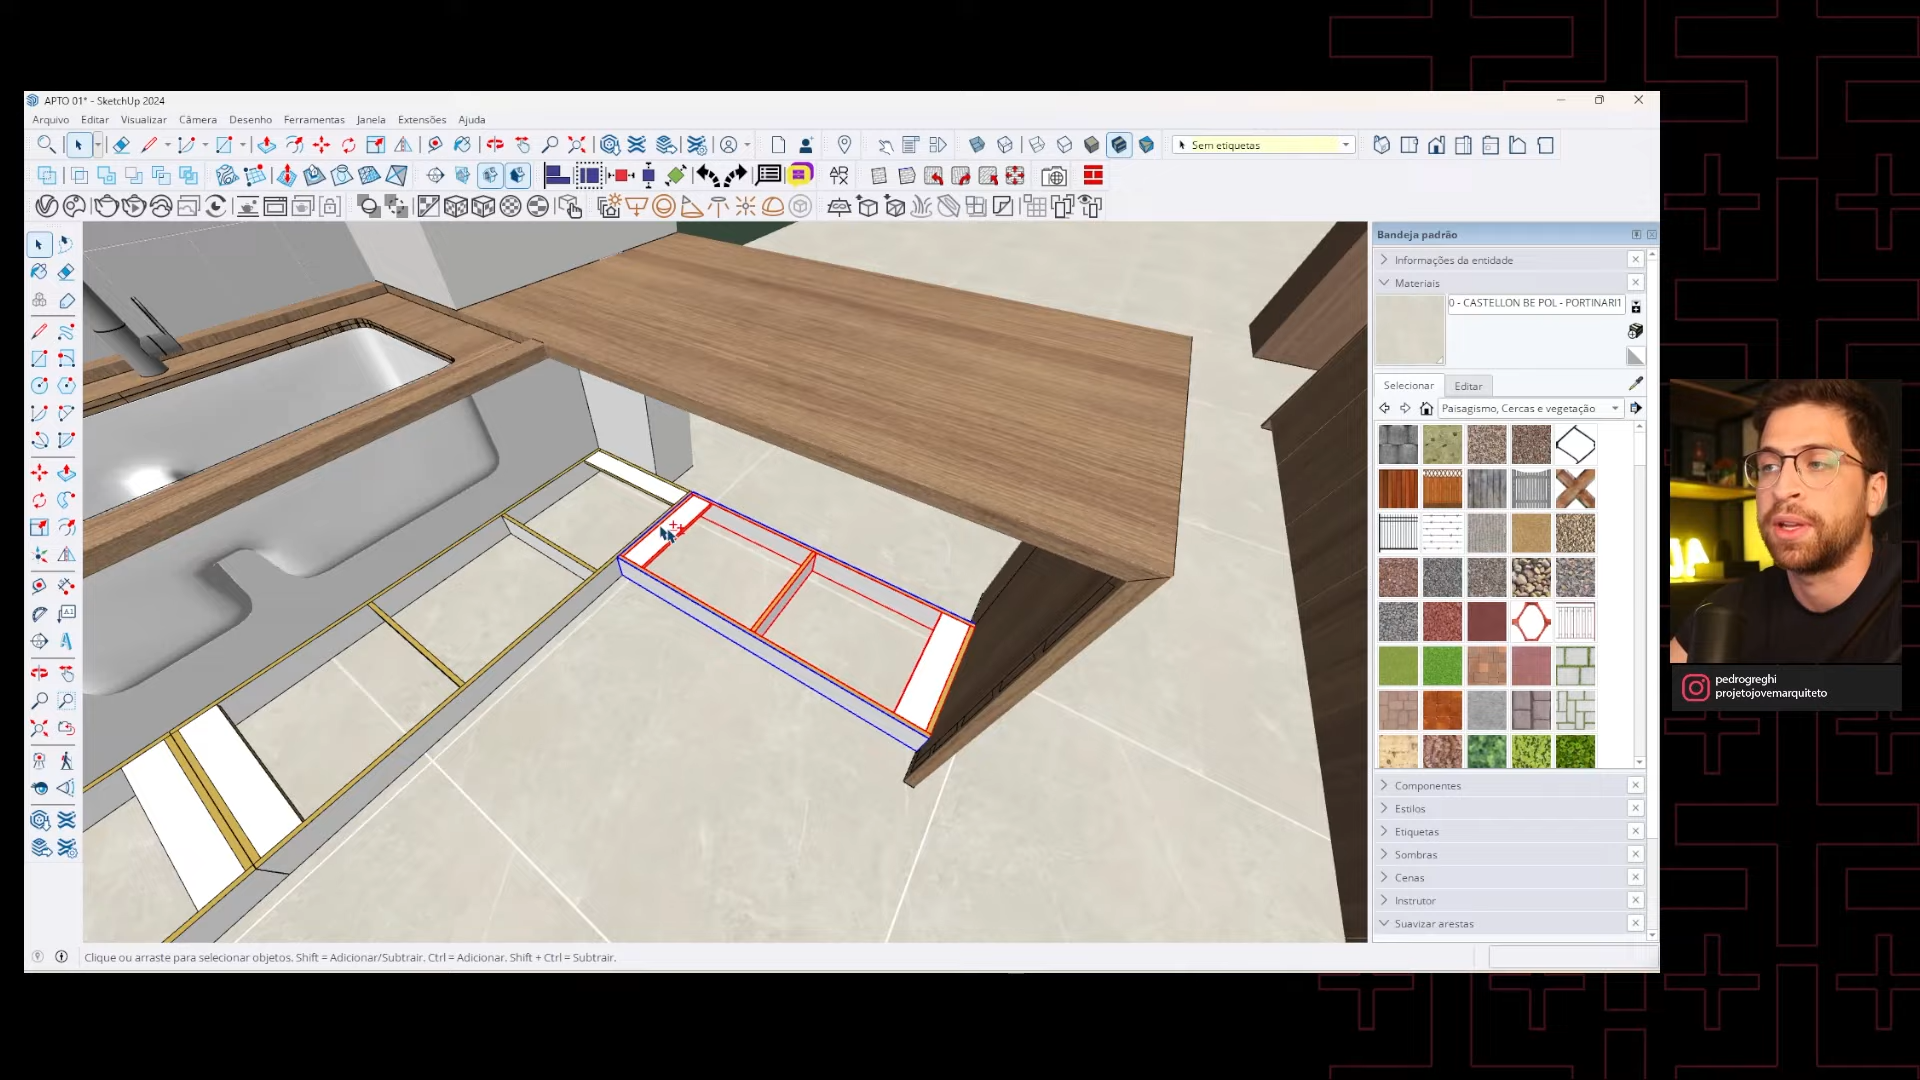 APTO 01* - SketchUp 2024
Arquivo Editar Visualizar Câmera Desenho Ferramentas Janela Extensões Ajuda
Sem etiquetas
Bandeja padrão
Informações da entidade
Materiais
0 - CASTELLON BE POL - PORTINARI1
Selecionar Editar
Paisagismo, Cercas e vegetação
Componentes
Estilos
Etiquetas
Sombras
Cenas
Instrutor
Suavizar arestas
Clique ou arraste para selecionar objetos. Shift = Adicionar/Subtrair. Ctrl = Adicionar. Shift + Ctrl = Subtrair.
pedrogreghi
projetojovemarquiteto